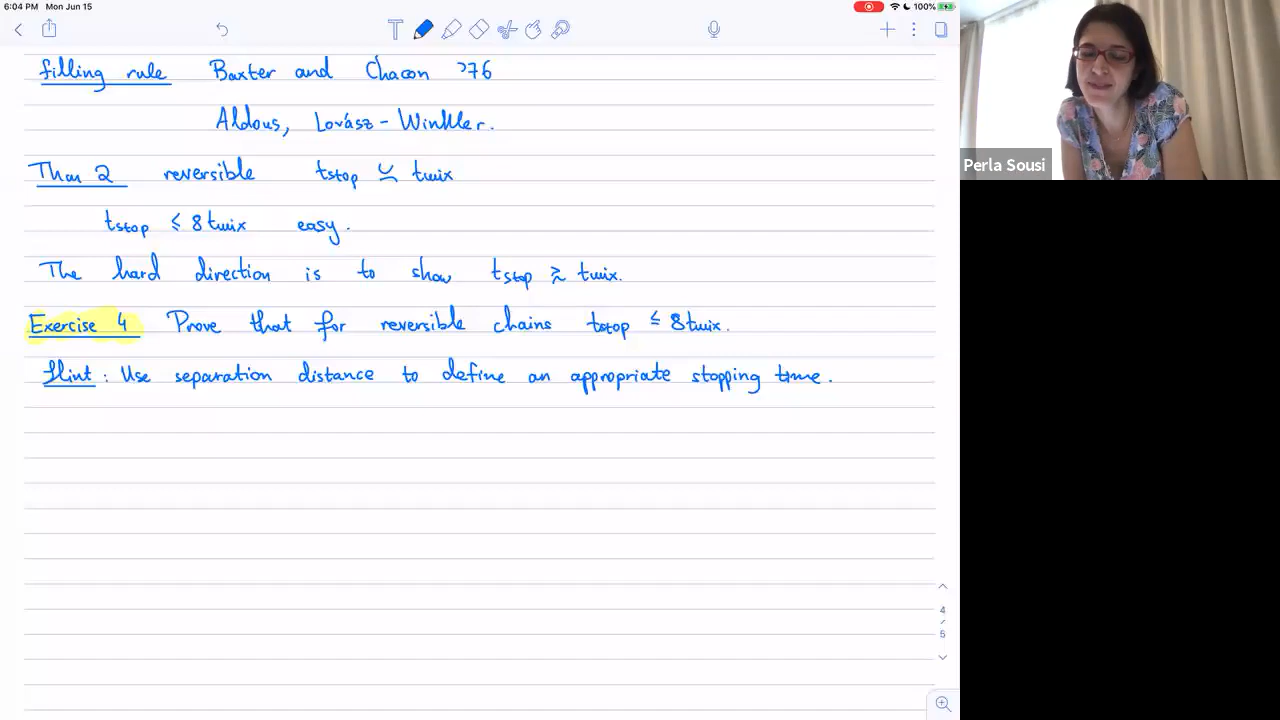 6:04 PM Mon Jun 15
100%
filling rule Baxter and Chacon '76
Aldous, Lovász - Winkler.
Thm 2 reversible tstop ≍ tmix
tstop ≤ 8tmix easy.
The hard direction is to show tstop ≳ tmix.
Exercise 4 Prove that for reversible chains tstop ≤ 8tmix.
Hint: Use separation distance to define an appropriate stopping time.
Perla Sousi
4
/
5